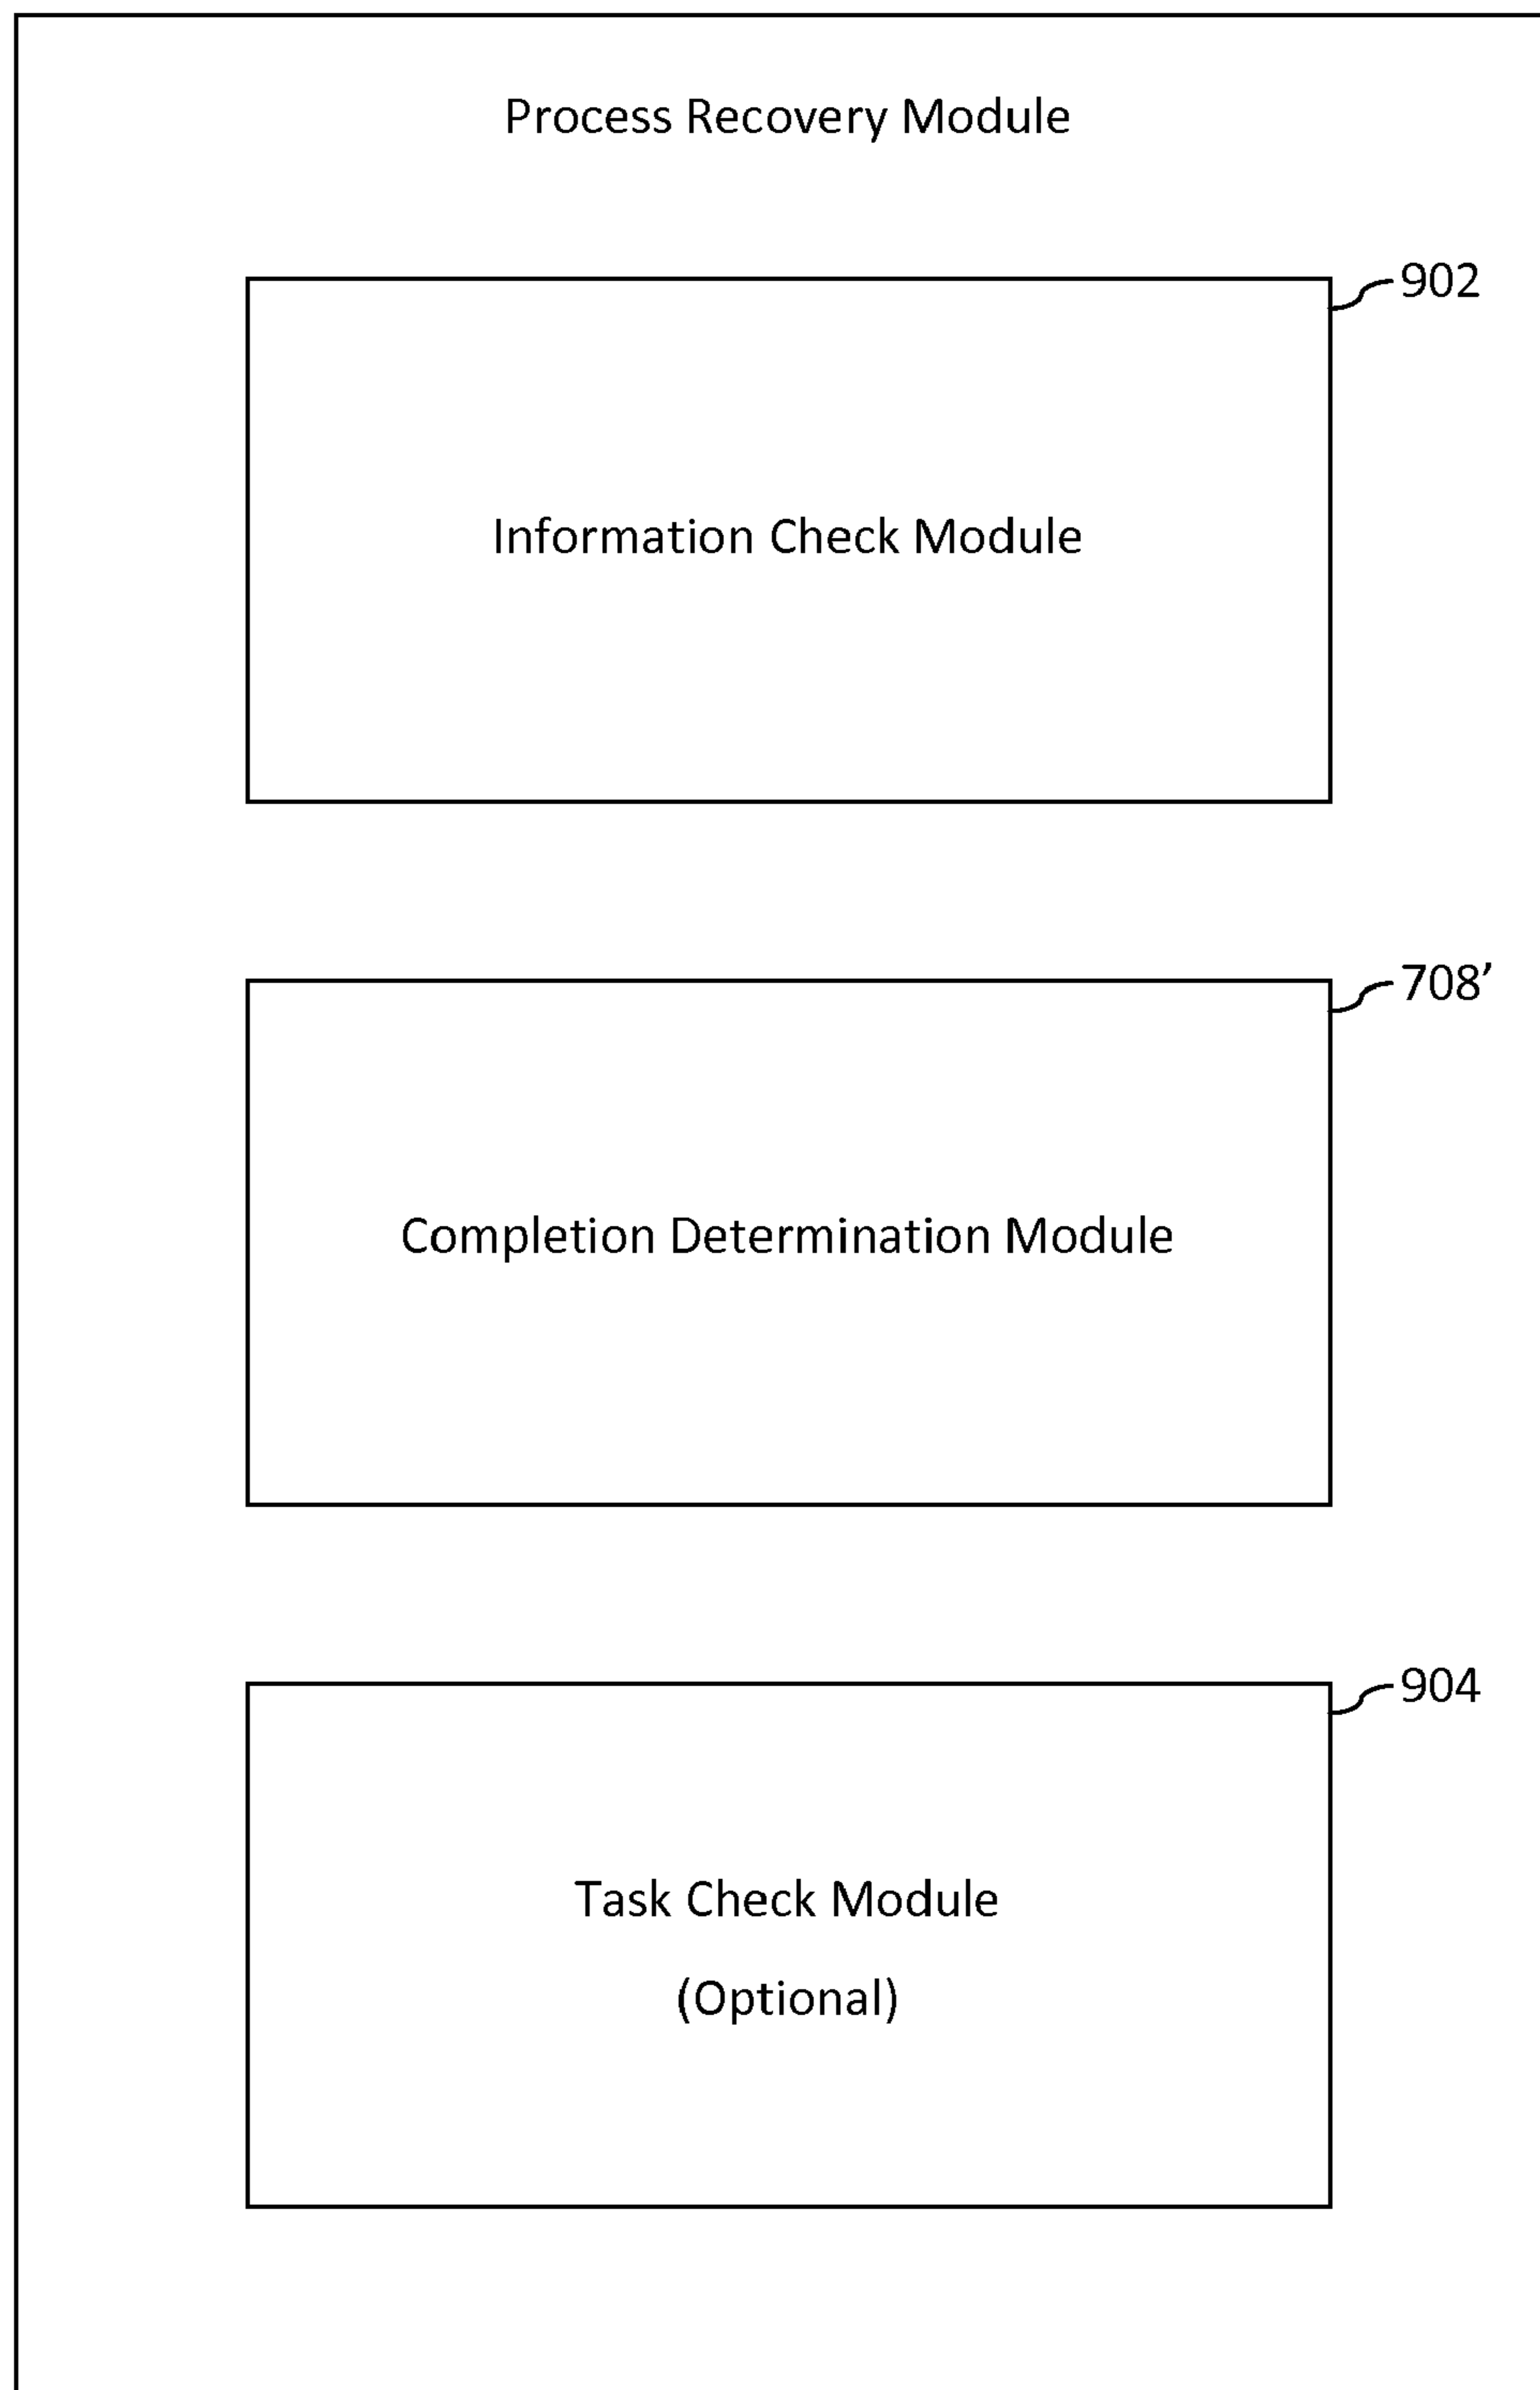 Process Recovery Module
902
Information Check Module
708’
Completion Determination Module
904
Task Check Module
(Optional)